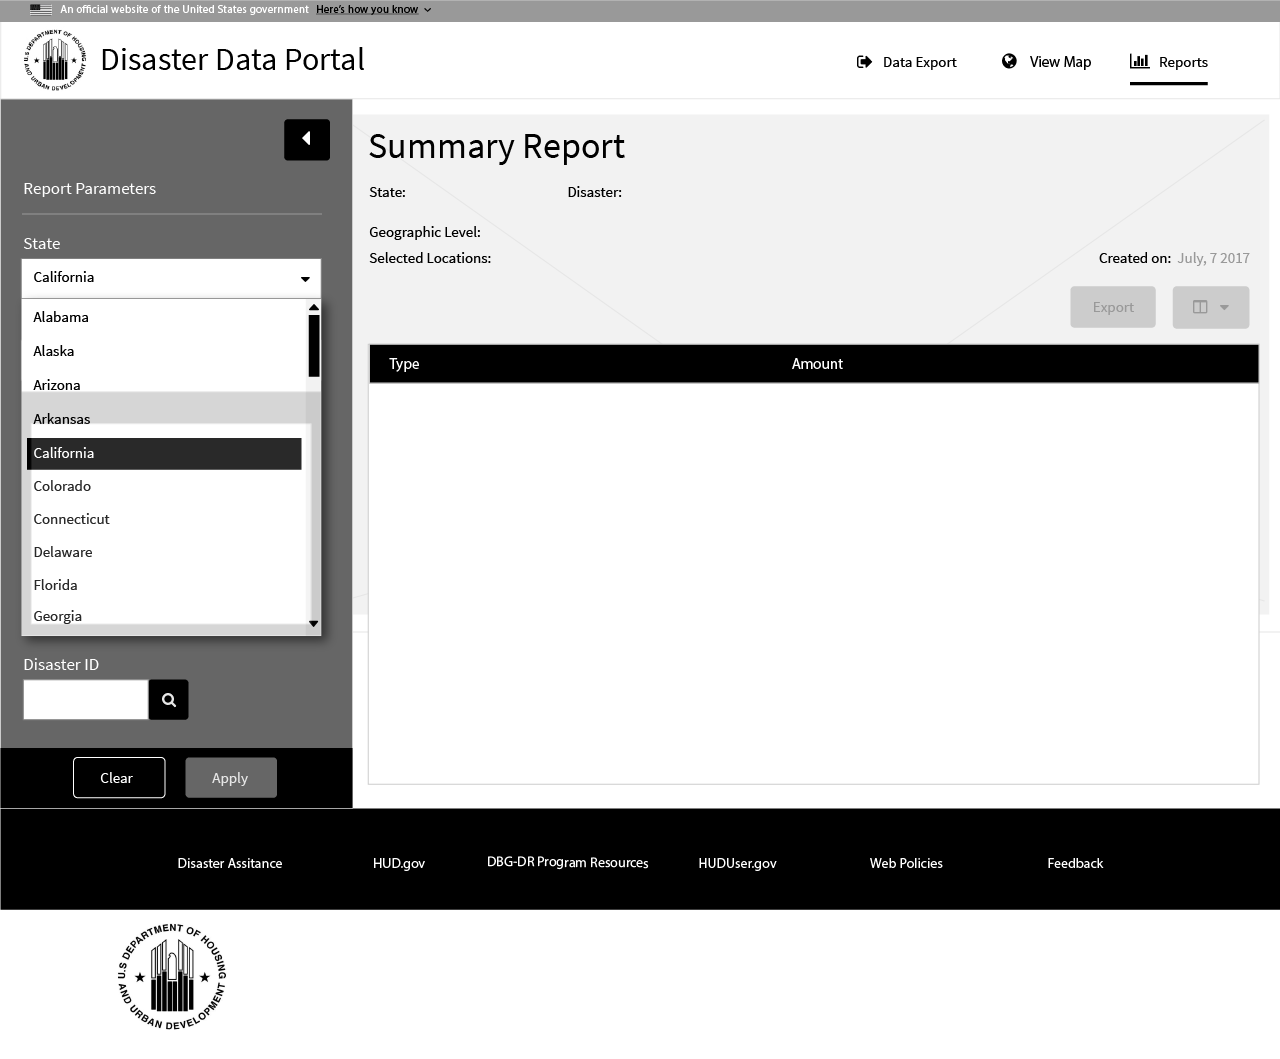 An official website of the United States government Here's how you know
U.S DEPARTMENT OF HOUSING AND URBAN DEVELOPMENT
Disaster Data Portal
Data Export
View Map
Reports
Report Parameters
State
California
Alabama
Alaska
Arizona
Arkansas
California
Colorado
Connecticut
Delaware
Florida
Georgia
Disaster ID
Clear
Apply
Summary Report
State:
Disaster:
Geographic Level:
Selected Locations:
Created on: July, 7 2017
Export
Type
Amount
Disaster Assitance
HUD.gov
DBG-DR Program Resources
HUDUser.gov
Web Policies
Feedback
U.S DEPARTMENT OF HOUSING AND URBAN DEVELOPMENT